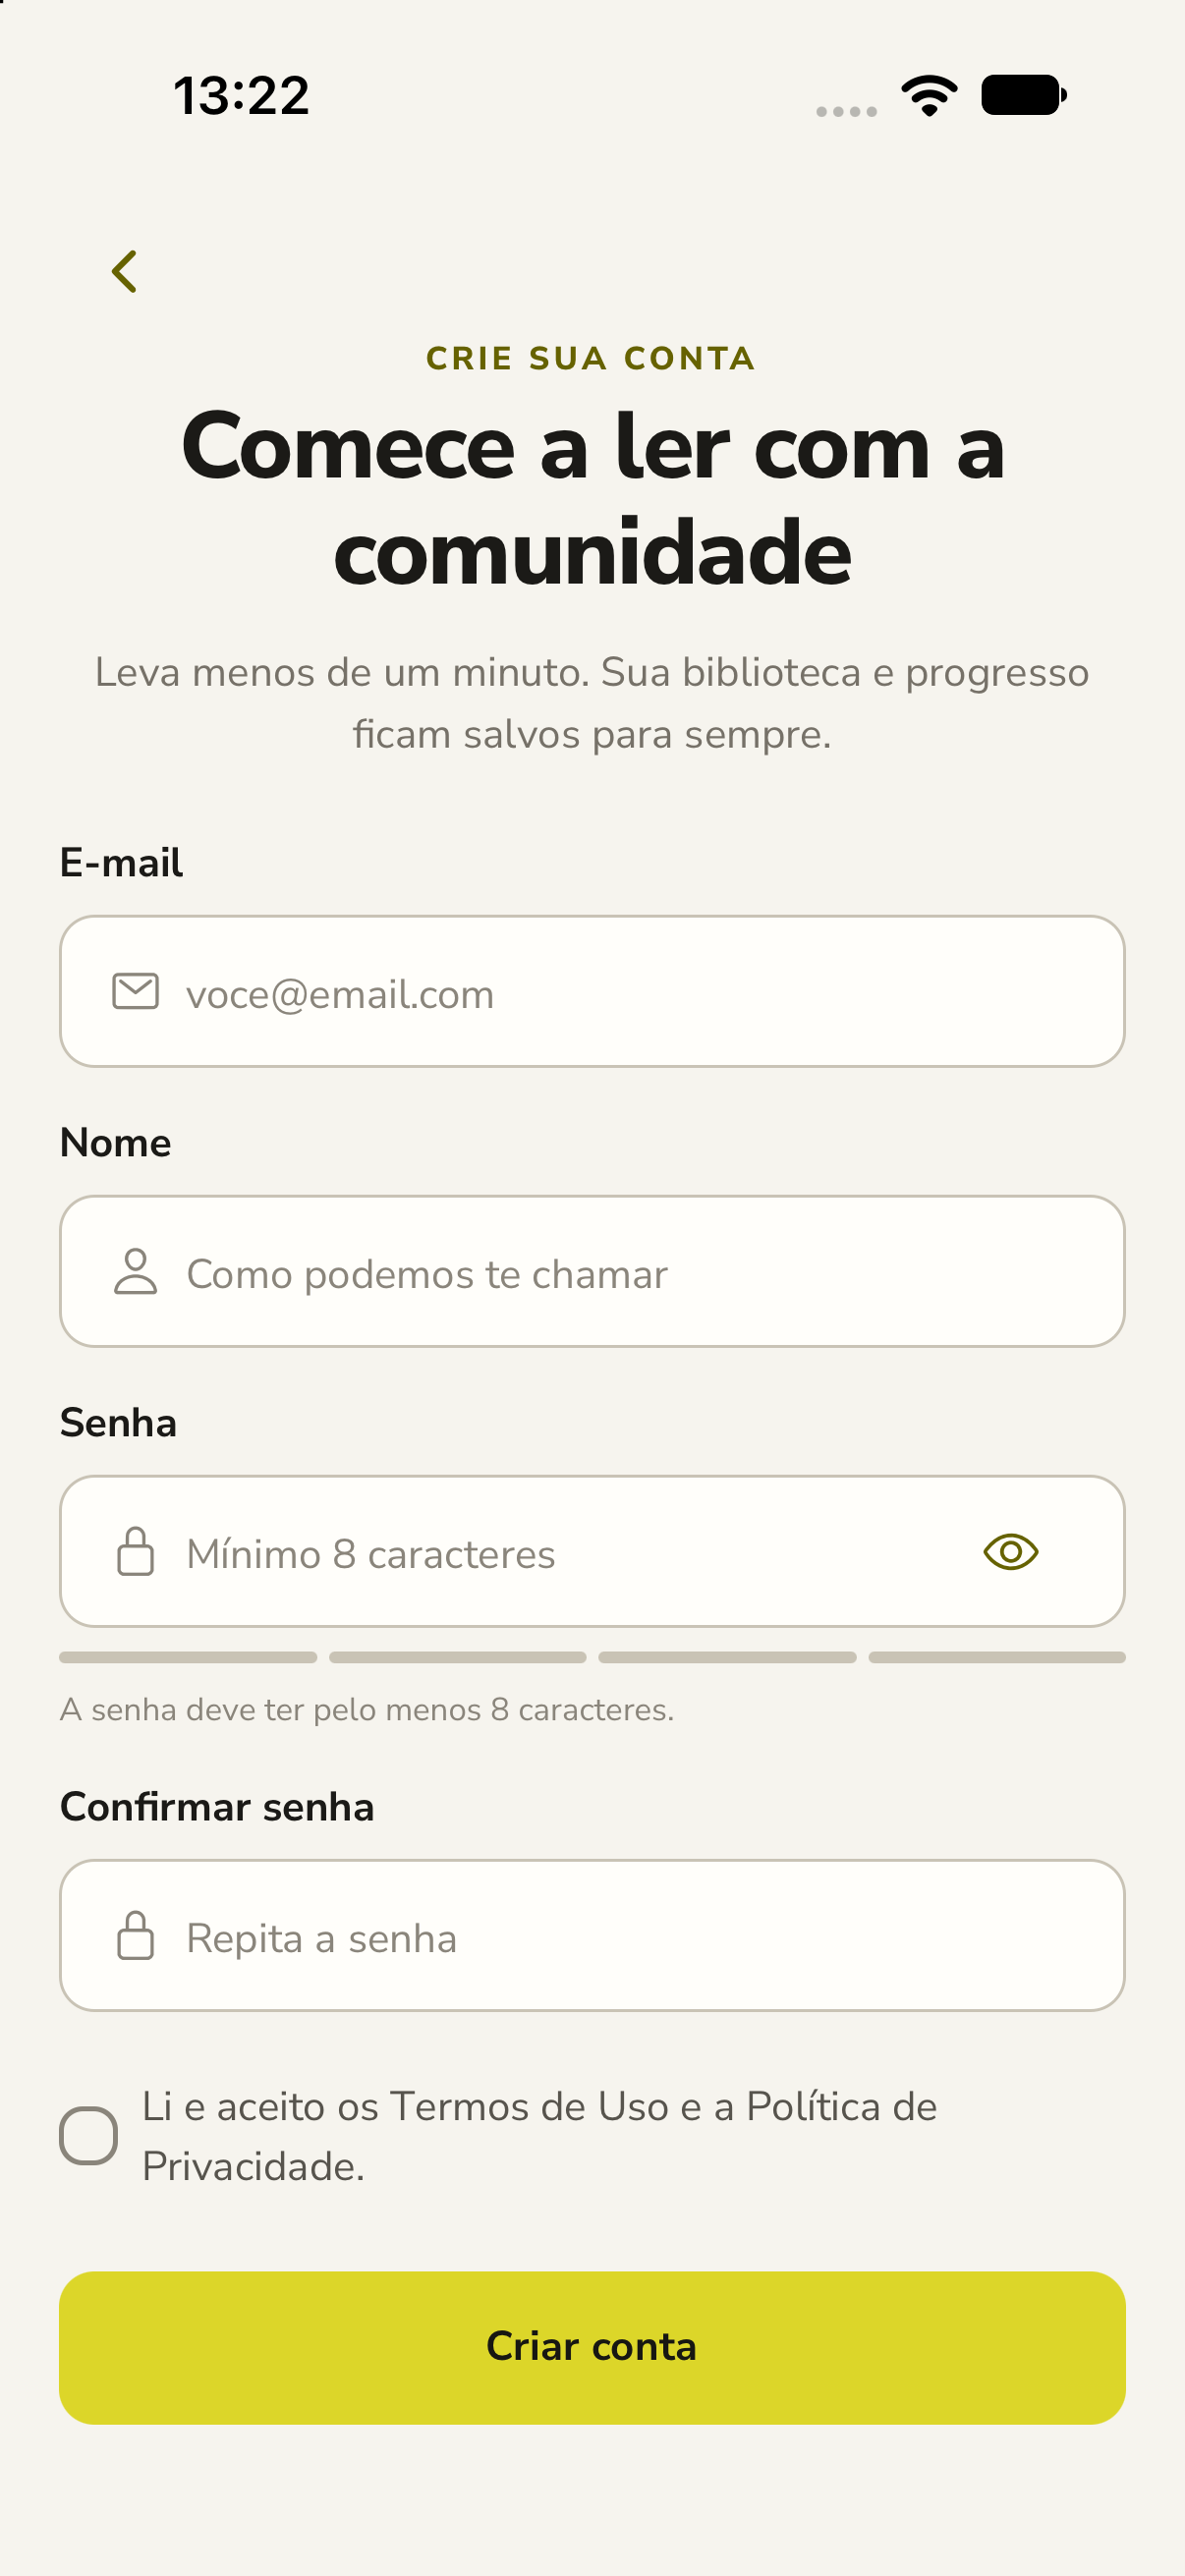 13:22
CRIE SUA CONTA
Comece a ler com a
comunidade
Leva menos de um minuto. Sua biblioteca e progresso
ficam salvos para sempre.
E-mail
voce@email.com
Nome
Como podemos te chamar
Senha
Mínimo 8 caracteres
A senha deve ter pelo menos 8 caracteres.
Confirmar senha
Repita a senha
Li e aceito os Termos de Uso e a Política de
Privacidade.
Criar conta